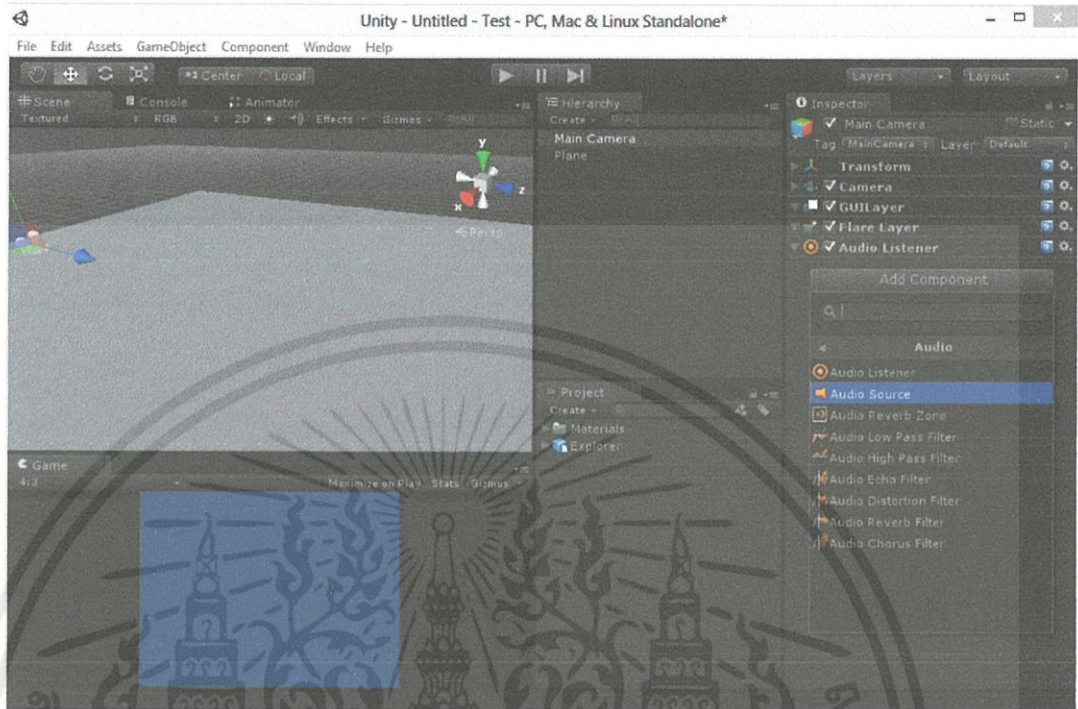 Unity - Untitled - Test - PC, Mac & Linux Standalone*
File Edit Assets GameObject Component Window Help
Center Local Layers Layout
Scene Console Animator
Textured RGB 2D Effects Gizmos
Hierarchy
Create
Main Camera
Plane
y
z
x
Persp
Inspector
Main Camera Static
Tag MainCamera Layer Default
Transform
Camera
GUILayer
Flare Layer
Audio Listener
Add Component
Audio
Audio Listener
Audio Source
Audio Reverb Zone
Audio Low Pass Filter
Audio High Pass Filter
Audio Echo Filter
Audio Distortion Filter
Audio Reverb Filter
Audio Chorus Filter
Project
Create
Materials
Explorer
Game
4:3 Maximize on Play Stats Gizmos